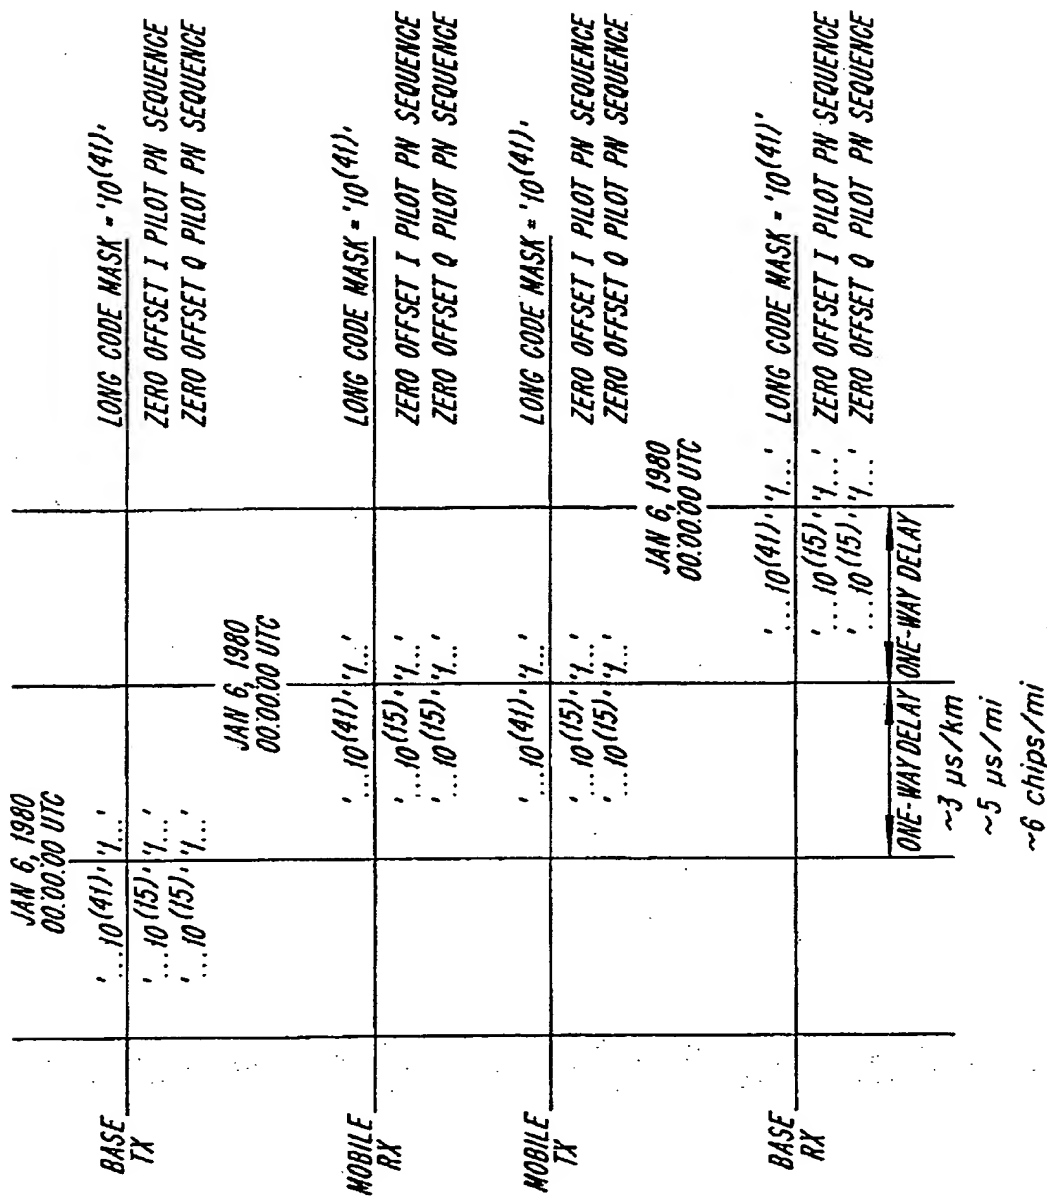 JAN 6, 1980
00:00:00 UTC
BASE
TX
'...10(41)','1...' LONG CODE MASK = '10(41)'
'...10(15)','1...' ZERO OFFSET I PILOT PN SEQUENCE
'...10(15)','1...' ZERO OFFSET Q PILOT PN SEQUENCE
JAN 6, 1980
00:00:00 UTC
MOBILE
RX
'...10(41)','1...' LONG CODE MASK = '10(41)'
'...10(15)','1...' ZERO OFFSET I PILOT PN SEQUENCE
'...10(15)','1...' ZERO OFFSET Q PILOT PN SEQUENCE
MOBILE
TX
'...10(41)','1...' LONG CODE MASK = '10(41)'
'...10(15)','1...' ZERO OFFSET I PILOT PN SEQUENCE
'...10(15)','1...' ZERO OFFSET Q PILOT PN SEQUENCE
JAN 6, 1980
00:00:00 UTC
BASE
RX
'...10(41)','1...' LONG CODE MASK = '10(41)'
'...10(15)','1...' ZERO OFFSET I PILOT PN SEQUENCE
'...10(15)','1...' ZERO OFFSET Q PILOT PN SEQUENCE
ONE-WAY DELAY ONE-WAY DELAY
~3 µs/km
~5 µs/mi
~6 chips/mi